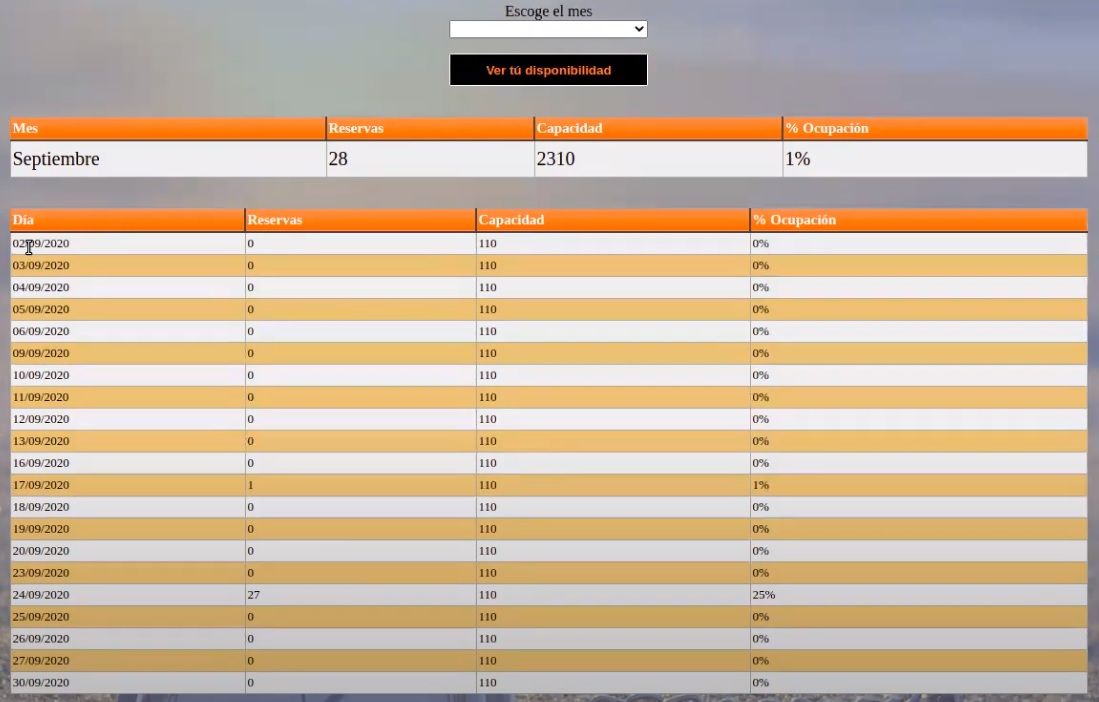 Escoge el mes
Ver tú disponibilidad
Mes Reservas Capacidad % Ocupación
Septiembre 28 2310 1%
Día Reservas Capacidad % Ocupación
02/09/2020 0 110 0%
03/09/2020 0 110 0%
04/09/2020 0 110 0%
05/09/2020 0 110 0%
06/09/2020 0 110 0%
09/09/2020 0 110 0%
10/09/2020 0 110 0%
11/09/2020 0 110 0%
12/09/2020 0 110 0%
13/09/2020 0 110 0%
16/09/2020 0 110 0%
17/09/2020 1 110 1%
18/09/2020 0 110 0%
19/09/2020 0 110 0%
20/09/2020 0 110 0%
23/09/2020 0 110 0%
24/09/2020 27 110 25%
25/09/2020 0 110 0%
26/09/2020 0 110 0%
27/09/2020 0 110 0%
30/09/2020 0 110 0%